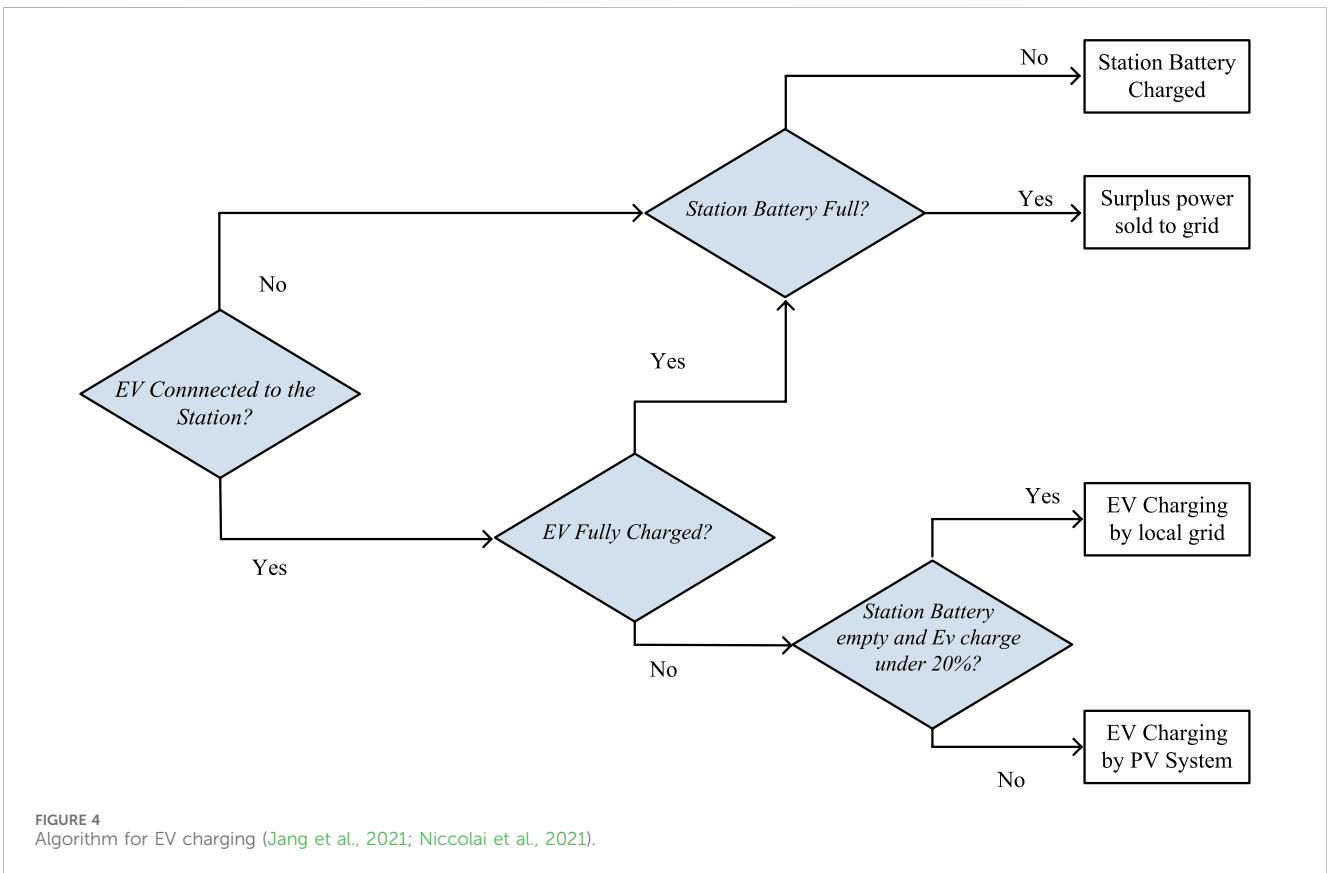 No
Station Battery
Charged
Station Battery Full?
Yes
Surplus power
sold to grid
No
EV Connnected to the
Station?
Yes
Yes
EV Fully Charged?
No
Station Battery
empty and Ev charge
under 20%?
Yes
EV Charging
by local grid
No
EV Charging
by PV System
FIGURE 4
Algorithm for EV charging (Jang et al., 2021; Niccolai et al., 2021).